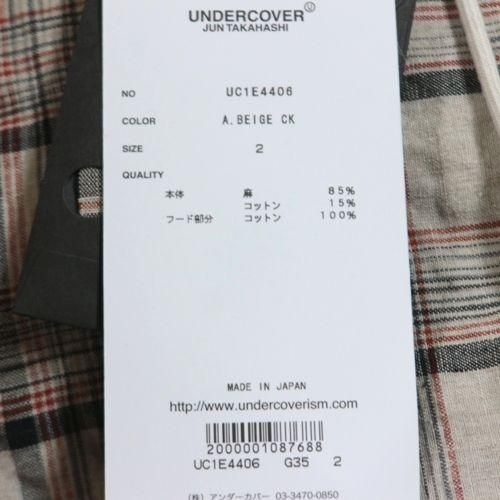 UNDERCOVER U
JUN TAKAHASHI
NO UC1E4406
COLOR A.BEIGE CK
SIZE 2
QUALITY
本体 麻 85%
コットン 15%
フード部分 コットン 100%
MADE IN JAPAN
http://www.undercoverism.com
2000001087688
UC1E4406 G35 2
(株) アンダーカバー 03-3470-0850